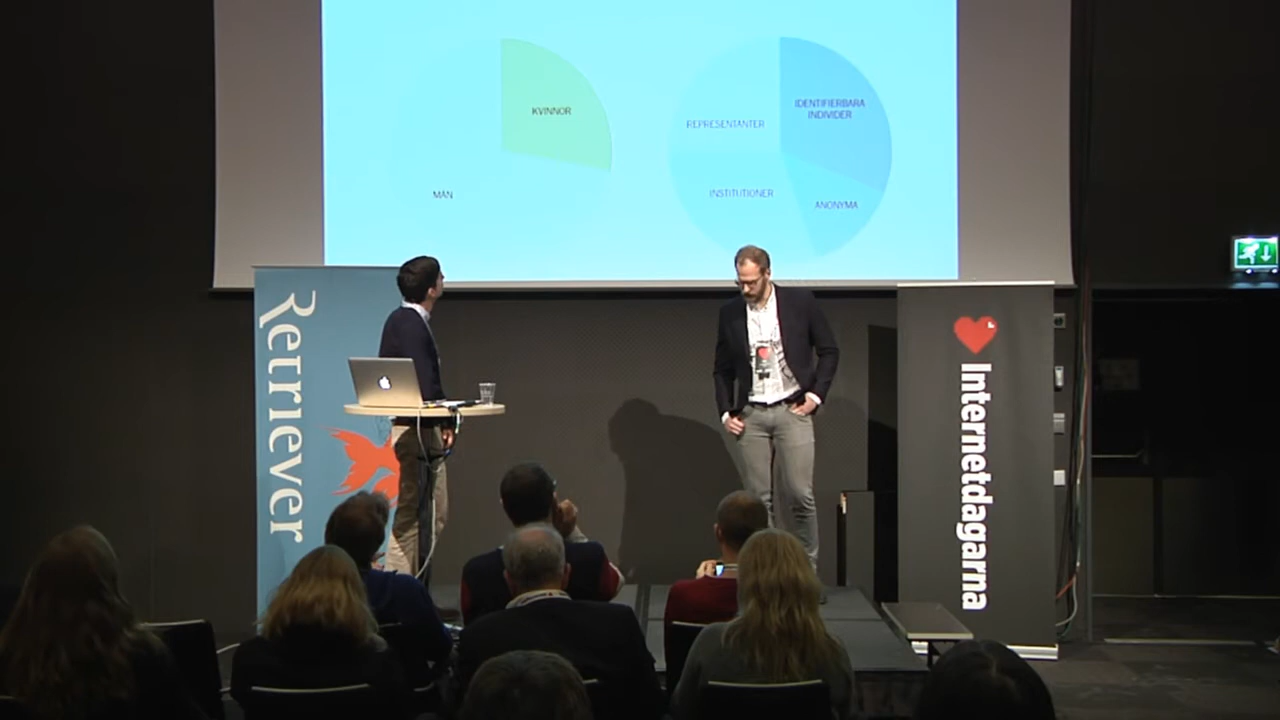 KVINNOR
MÄN
IDENTIFIERBARA
INDIVIDER
REPRESENTANTER
INSTITUTIONER
ANONYMA
Retriever
Internetdagarna